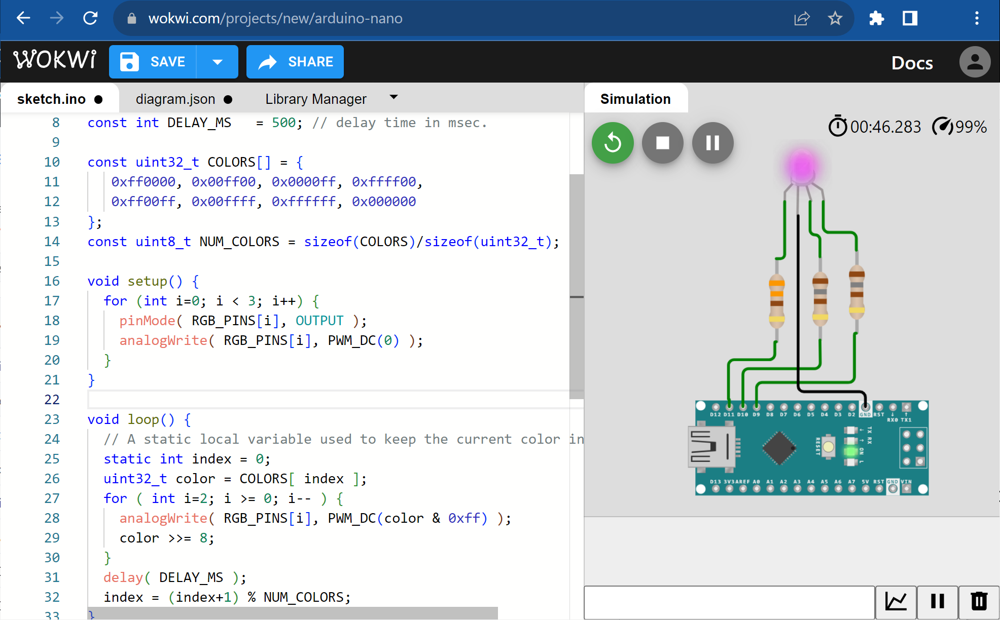 wokwi.com/projects/new/arduino-nano
WOKWi
SAVE
SHARE
Docs
sketch.ino ●
diagram.json ●
Library Manager
Simulation
00:46.283
99%
8 const int DELAY_MS   = 500; // delay time in msec.
9
10 const uint32_t COLORS[] = {
11    0xff0000, 0x00ff00, 0x0000ff, 0xffff00,
12    0xff00ff, 0x00ffff, 0xffffff, 0x000000
13 };
14 const uint8_t NUM_COLORS = sizeof(COLORS)/sizeof(uint32_t);
15
16 void setup() {
17   for (int i=0; i < 3; i++) {
18     pinMode( RGB_PINS[i], OUTPUT );
19     analogWrite( RGB_PINS[i], PWM_DC(0) );
20   }
21 }
22
23 void loop() {
24   // A static local variable used to keep the current color in
25   static int index = 0;
26   uint32_t color = COLORS[ index ];
27   for ( int i=2; i >= 0; i-- ) {
28     analogWrite( RGB_PINS[i], PWM_DC(color & 0xff) );
29     color >>= 8;
30   }
31   delay( DELAY_MS );
32   index = (index+1) % NUM_COLORS;
33 }
D12 D11 D10 D9 D8 D7 D6 D5 D4 D3 D2 GND RST ↓ ↑
RX0 TX1
RESET
TX
RX
ON
L
D13 3V3 AREF A0 A1 A2 A3 A4 A5 A6 A7 5V RST GND VIN